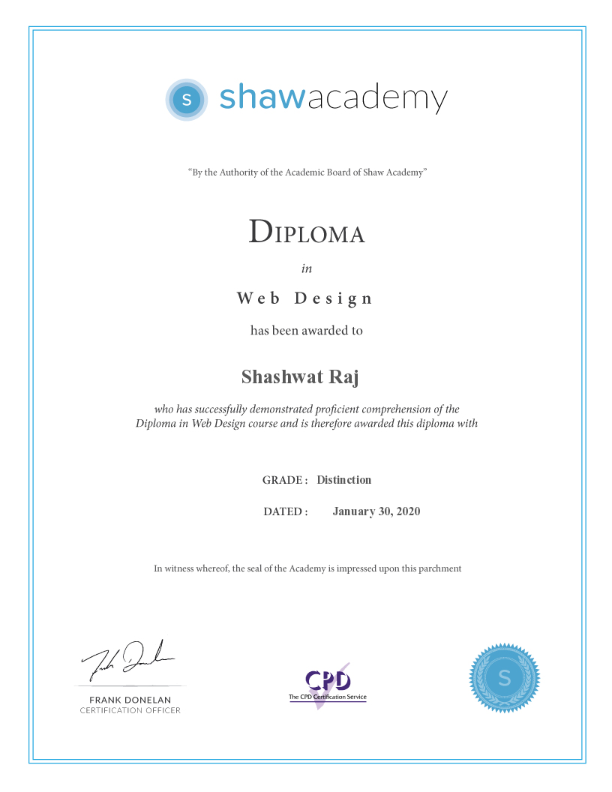 S shawacademy
"By the Authority of the Academic Board of Shaw Academy"
Diploma
in
Web Design
has been awarded to
Shashwat Raj
who has successfully demonstrated proficient comprehension of the
Diploma in Web Design course and is therefore awarded this diploma with
GRADE : Distinction
DATED : January 30, 2020
In witness whereof, the seal of the Academy is impressed upon this parchment
FRANK DONELAN
CERTIFICATION OFFICER
CPD
The CPD Certification Service
S